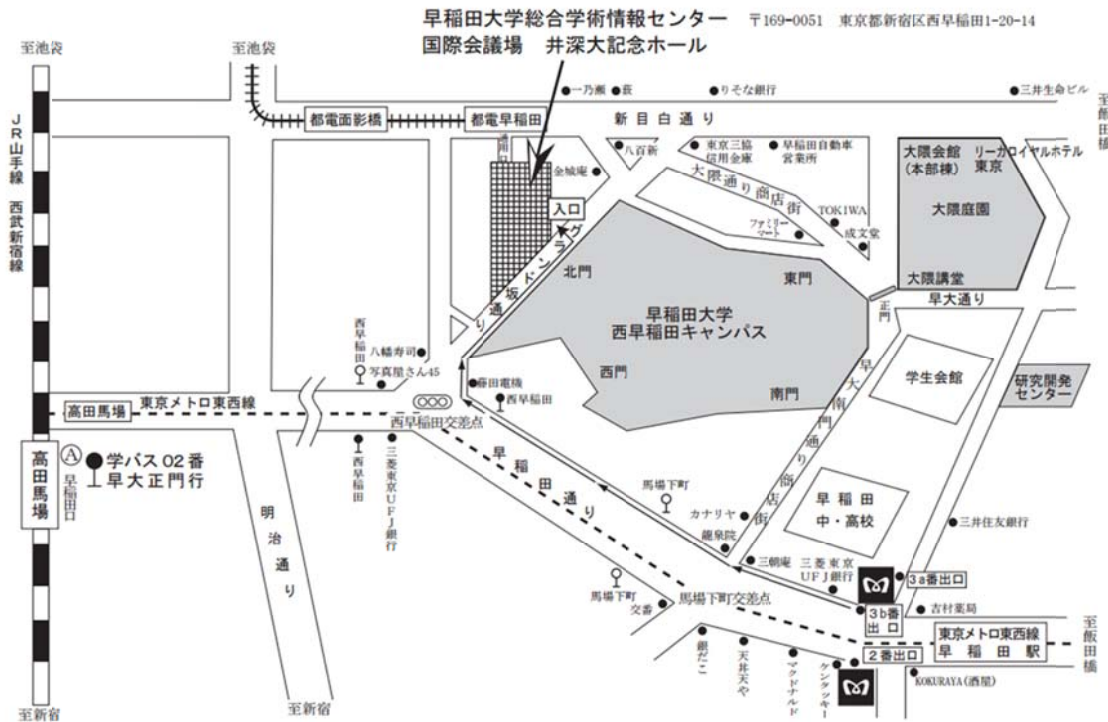 早稲田大学総合学術情報センター 〒169-0051 東京都新宿区西早稲田1-20-14
国際会議場 井深大記念ホール
至池袋
至池袋
JR山手線 西武新宿線
都電面影橋
都電早稲田
通用口
一乃瀬
萩
りそな銀行
三井生命ビル
至飯田橋
新目白通り
八百新
金城庵
入口
東京三協
信用金庫
早稲田自動車
営業所
大隈通り商店街
ファミリー
マート
TOKIWA
成文堂
大隈会館
(本部棟)
リーガロイヤルホテル
東京
大隈庭園
大隈講堂
早大通り
正門
グランド坂通り
北門
東門
早稲田大学
西早稲田キャンパス
西門
南門
早大南門通り商店街
学生会館
研究開発
センター
西早稲田
八幡寿司
写真屋さん45
藤田電機
西早稲田
高田馬場
東京メトロ東西線
西早稲田交差点
高田馬場
A
早稲田口
学バス02番
早大正門行
西早稲田
三菱東京UFJ銀行
早稲田通り
明治通り
馬場下町
カナリヤ
龍泉院
早稲田
中・高校
三井住友銀行
三朝庵
三菱東京
UFJ銀行
3a番出口
馬場下町
交番
馬場下町交差点
3b番
出口
吉村薬局
至飯田橋
東京メトロ東西線
早稲田駅
2番出口
銀だこ
天丼天や
マクドナルド
ケンタッキー
KOKURAYA(酒屋)
至新宿
至新宿